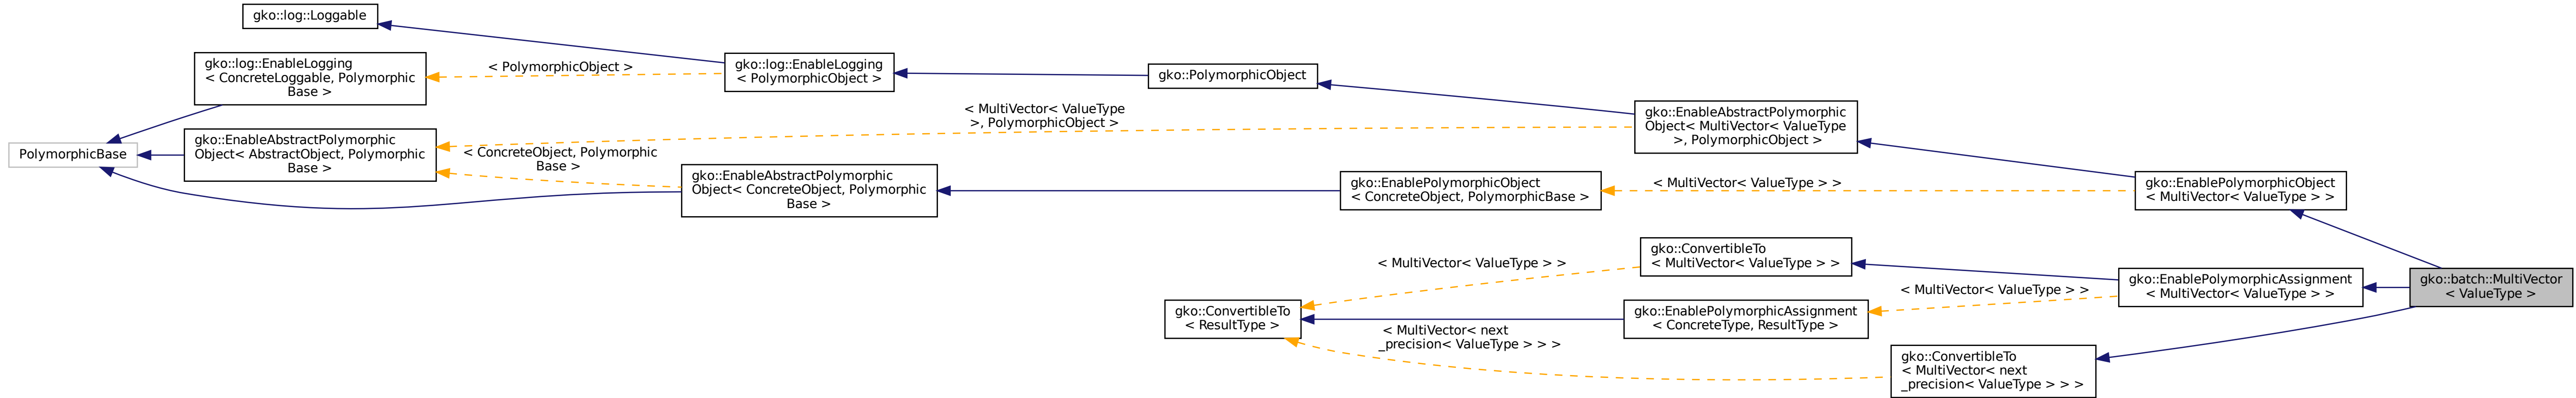 gko::log::Loggable
gko::log::EnableLogging
< ConcreteLoggable, Polymorphic
Base >
< PolymorphicObject >
gko::log::EnableLogging
< PolymorphicObject >
gko::PolymorphicObject
PolymorphicBase
gko::EnableAbstractPolymorphic
Object< AbstractObject, Polymorphic
Base >
< MultiVector< ValueType
>, PolymorphicObject >
gko::EnableAbstractPolymorphic
Object< MultiVector< ValueType
>, PolymorphicObject >
< ConcreteObject, Polymorphic
Base >
gko::EnableAbstractPolymorphic
Object< ConcreteObject, Polymorphic
Base >
gko::EnablePolymorphicObject
< ConcreteObject, PolymorphicBase >
< MultiVector< ValueType > >
gko::EnablePolymorphicObject
< MultiVector< ValueType > >
gko::ConvertibleTo
< MultiVector< ValueType > >
< MultiVector< ValueType > >
gko::EnablePolymorphicAssignment
< MultiVector< ValueType > >
gko::batch::MultiVector
< ValueType >
gko::ConvertibleTo
< ResultType >
gko::EnablePolymorphicAssignment
< ConcreteType, ResultType >
< MultiVector< ValueType > >
< MultiVector< next
_precision< ValueType > > >
gko::ConvertibleTo
< MultiVector< next
_precision< ValueType > > >